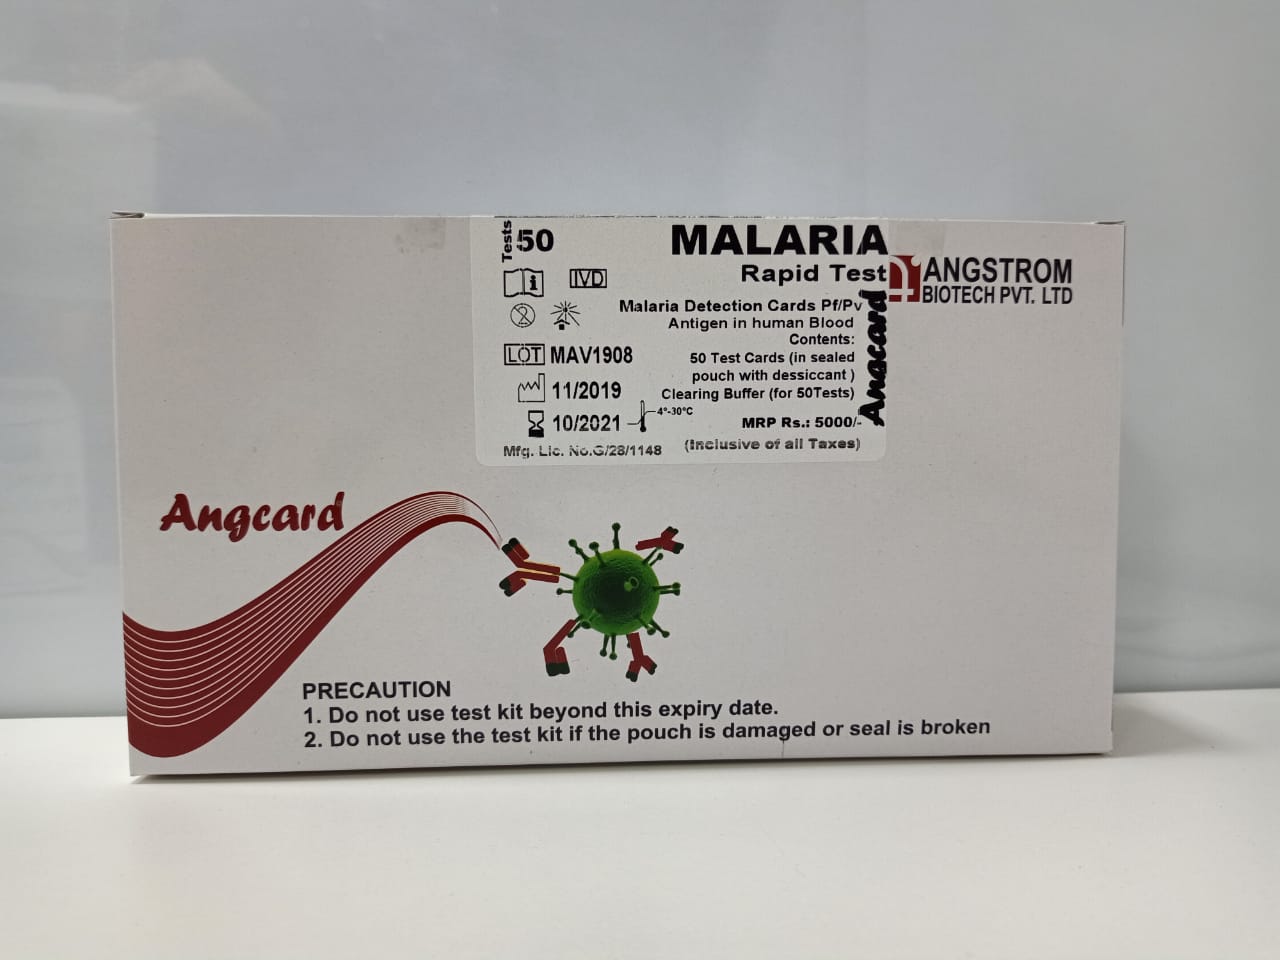 Tests 50
MALARIA
Rapid Test
IVD
2
Malaria Detection Cards Pf/Pv
Antigen in human Blood
Contents:
50 Test Cards (in sealed
pouch with dessiccant )
Clearing Buffer (for 50Tests)
MRP Rs.: 5000/-
(Inclusive of all Taxes)
LOT MAV1908
11/2019
10/2021
4°-30°C
Mfg. Lic. No.G/28/1148
Angcard
ANGSTROM
BIOTECH PVT. LTD
Angcard
PRECAUTION
1. Do not use test kit beyond this expiry date.
2. Do not use the test kit if the pouch is damaged or seal is broken